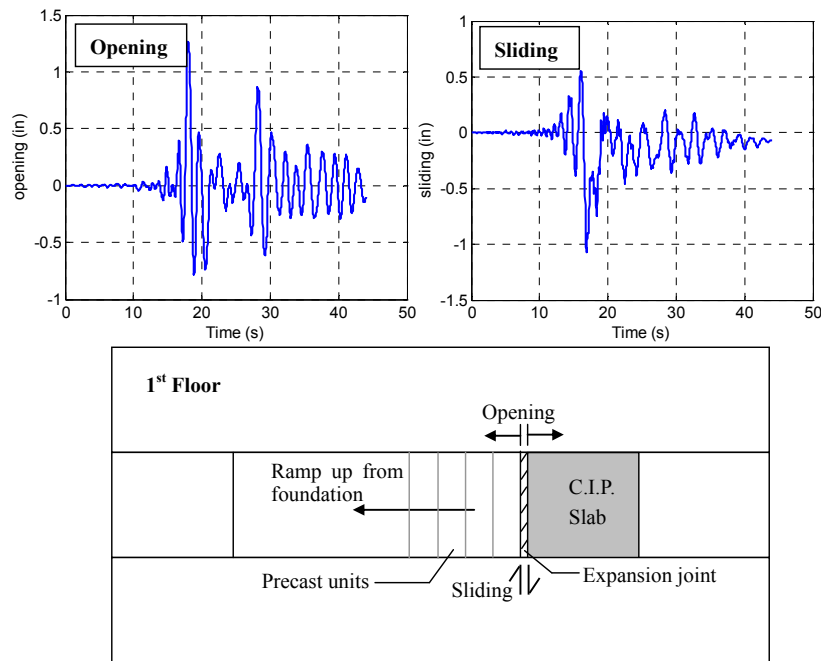 Opening
opening (in)
1.5
1
0.5
0
-0.5
-1
0 10 20 30 40 50
Time (s)
Sliding
sliding (in)
1
0.5
0
-0.5
-1
-1.5
0 10 20 30 40 50
Time (s)
1st Floor
Opening
Ramp up from
foundation
C.I.P.
Slab
Precast units
Sliding
Expansion joint